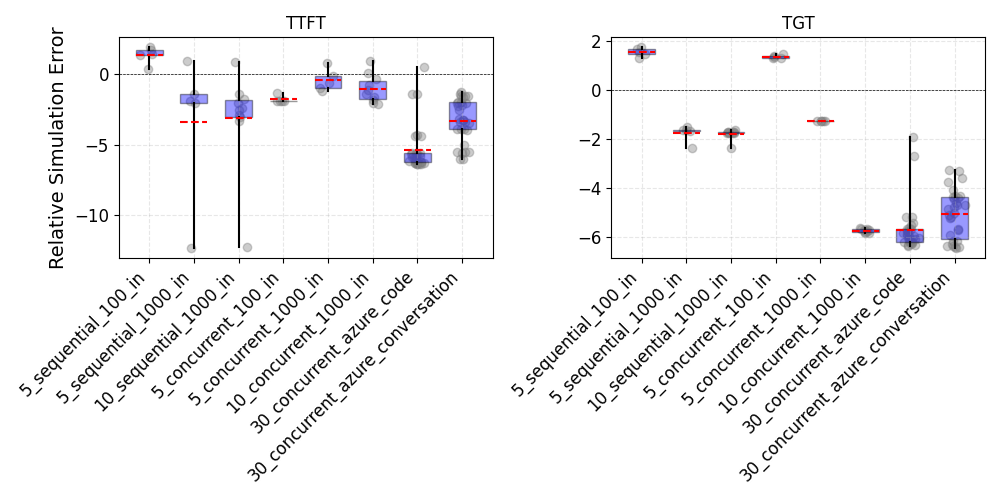 TTFT
Relative Simulation Error
0
−5
−10
5_sequential_100_in
5_sequential_1000_in
10_sequential_1000_in
5_concurrent_100_in
5_concurrent_1000_in
10_concurrent_1000_in
30_concurrent_azure_code
30_concurrent_azure_conversation
TGT
2
0
−2
−4
−6
5_sequential_100_in
5_sequential_1000_in
10_sequential_1000_in
5_concurrent_100_in
5_concurrent_1000_in
10_concurrent_1000_in
30_concurrent_azure_code
30_concurrent_azure_conversation